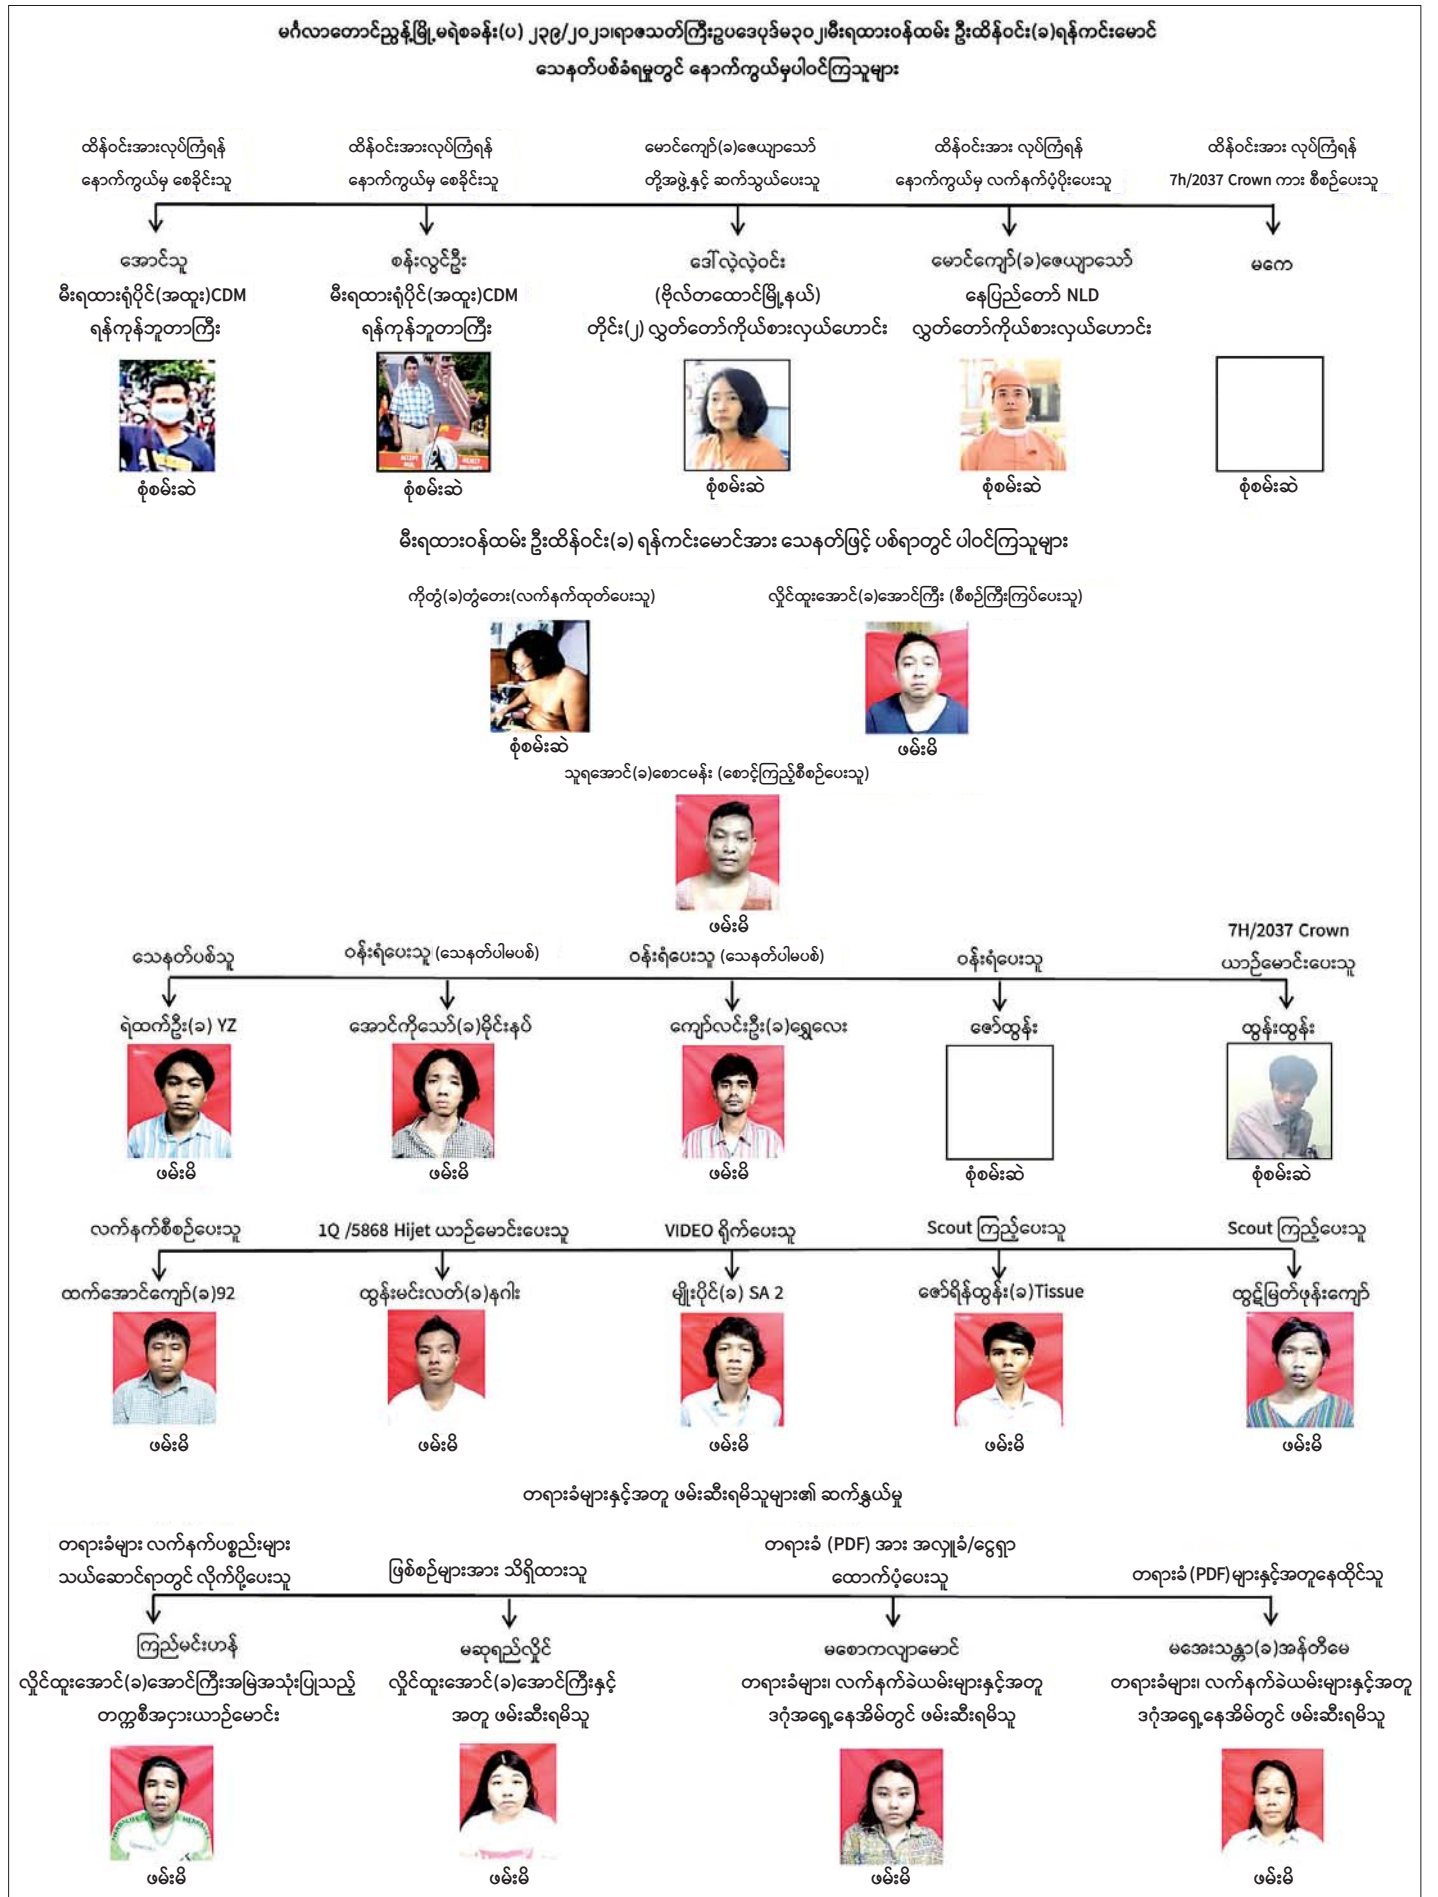 မင်္ဂလာတောင်ညွန့်မြို့မရဲစခန်း(ပ) ၂၃၉/၂၀၂၁၊ရာဇသတ်ကြီးဥပဒေပုဒ်မ၃၀၂၊မီးရထားဝန်ထမ်း ဦးထိန်ဝင်း(ခ)ရန်ကင်းမောင်
သေနတ်ပစ်ခံရမှုတွင် နောက်ကွယ်မှပါဝင်ကြသူများ
ထိန်ဝင်းအားလုပ်ကြံရန်
နောက်ကွယ်မှ စေခိုင်းသူ
ထိန်ဝင်းအားလုပ်ကြံရန်
နောက်ကွယ်မှ စေခိုင်းသူ
မောင်ကျော်(ခ)ဇေယျာသော်
တို့အဖွဲ့နှင့် ဆက်သွယ်ပေးသူ
ထိန်ဝင်းအား လုပ်ကြံရန်
နောက်ကွယ်မှ လက်နက်ပံ့ပိုးပေးသူ
ထိန်ဝင်းအား လုပ်ကြံရန်
7h/2037 Crown ကား စီစဉ်ပေးသူ
အောင်သူ
မီးရထားရုံပိုင်(အထူး)CDM
ရန်ကုန်ဘူတာကြီး
စုံစမ်းဆဲ
စန်းလွင်ဦး
မီးရထားရုံပိုင်(အထူး)CDM
ရန်ကုန်ဘူတာကြီး
စုံစမ်းဆဲ
ဒေါ်လဲ့လဲ့ဝင်း
(ဗိုလ်တထောင်မြို့နယ်)
တိုင်း(၂) လွှတ်တော်ကိုယ်စားလှယ်ဟောင်း
စုံစမ်းဆဲ
မောင်ကျော်(ခ)ဇေယျာသော်
နေပြည်တော် NLD
လွှတ်တော်ကိုယ်စားလှယ်ဟောင်း
စုံစမ်းဆဲ
မကေ
စုံစမ်းဆဲ
မီးရထားဝန်ထမ်း ဦးထိန်ဝင်း(ခ) ရန်ကင်းမောင်အား သေနတ်ဖြင့် ပစ်ရာတွင် ပါဝင်ကြသူများ
ကိုတွံ(ခ)တွံတေး(လက်နက်ထုတ်ပေးသူ)
စုံစမ်းဆဲ
လှိုင်ထူးအောင်(ခ)အောင်ကြီး (စီစဉ်ကြီးကြပ်ပေးသူ)
ဖမ်းမိ
သူရအောင်(ခ)စောငမန်း (စောင့်ကြည့်စီစဉ်ပေးသူ)
ဖမ်းမိ
သေနတ်ပစ်သူ
ရဲထက်ဦး(ခ) YZ
ဖမ်းမိ
ဝန်းရံပေးသူ (သေနတ်ပါမပစ်)
အောင်ကိုသော်(ခ)မိုင်းနပ်
ဖမ်းမိ
ဝန်းရံပေးသူ (သေနတ်ပါမပစ်)
ကျော်လင်းဦး(ခ)ရွှေလေး
ဖမ်းမိ
ဝန်းရံပေးသူ
ဇော်ထွန်း
စုံစမ်းဆဲ
7H/2037 Crown
ယာဉ်မောင်းပေးသူ
ထွန်းထွန်း
စုံစမ်းဆဲ
လက်နက်စီစဉ်ပေးသူ
ထက်အောင်ကျော်(ခ)92
ဖမ်းမိ
1Q /5868 Hijet ယာဉ်မောင်းပေးသူ
ထွန်းမင်းလတ်(ခ)နဂါး
ဖမ်းမိ
VIDEO ရိုက်ပေးသူ
မျိုးပိုင်(ခ) SA 2
ဖမ်းမိ
Scout ကြည့်ပေးသူ
ဇော်ရိန်ထွန်း(ခ)Tissue
ဖမ်းမိ
Scout ကြည့်ပေးသူ
ထွဋ်မြတ်ဖုန်းကျော်
ဖမ်းမိ
တရားခံများနှင့်အတူ ဖမ်းဆီးရမိသူများ၏ ဆက်နွှယ်မှု
တရားခံများ လက်နက်ပစ္စည်းများ
သယ်ဆောင်ရာတွင် လိုက်ပို့ပေးသူ
ကြည်မင်းဟန်
လှိုင်ထူးအောင်(ခ)အောင်ကြီးအမြဲအသုံးပြုသည့်
တက္ကစီအငှားယာဉ်မောင်း
ဖမ်းမိ
ဖြစ်စဉ်များအား သိရှိထားသူ
မဆုရည်လှိုင်
လှိုင်ထူးအောင်(ခ)အောင်ကြီးနှင့်
အတူ ဖမ်းဆီးရမိသူ
ဖမ်းမိ
တရားခံ (PDF) အား အလှူခံ/ငွေရှာ
ထောက်ပံ့ပေးသူ
မစောကလျာမောင်
တရားခံများ၊ လက်နက်ခဲယမ်းများနှင့်အတူ
ဒဂုံအရှေ့နေအိမ်တွင် ဖမ်းဆီးရမိသူ
ဖမ်းမိ
တရားခံ (PDF)များနှင့်အတူနေထိုင်သူ
မအေးသန္တာ(ခ)အန်တီမေ
တရားခံများ၊ လက်နက်ခဲယမ်းများနှင့်အတူ
ဒဂုံအရှေ့နေအိမ်တွင် ဖမ်းဆီးရမိသူ
ဖမ်းမိ